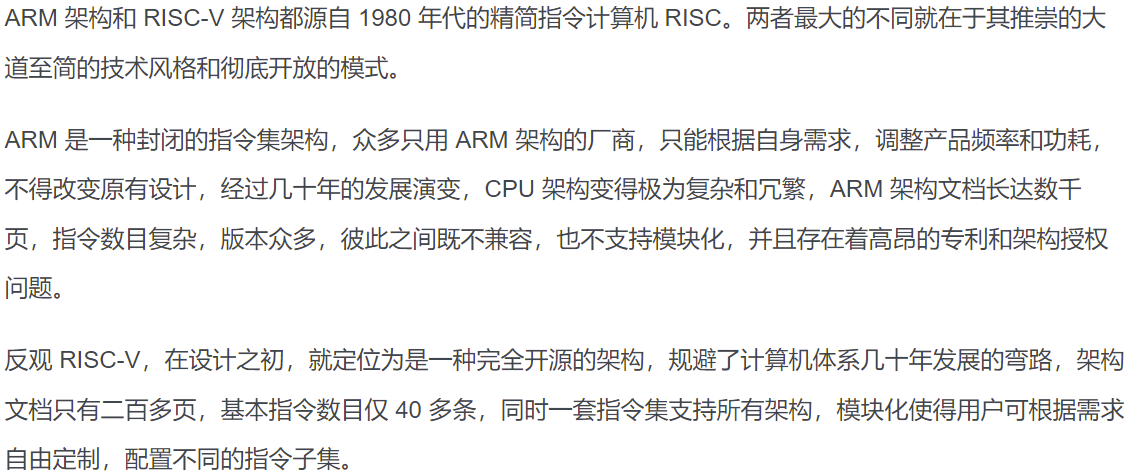 ARM 架构和 RISC-V 架构都源自 1980 年代的精简指令计算机 RISC。两者最大的不同就在于其推崇的大
道至简的技术风格和彻底开放的模式。
ARM 是一种封闭的指令集架构，众多只用 ARM 架构的厂商，只能根据自身需求，调整产品频率和功耗，
不得改变原有设计，经过几十年的发展演变，CPU 架构变得极为复杂和冗繁，ARM 架构文档长达数千
页，指令数目复杂，版本众多，彼此之间既不兼容，也不支持模块化，并且存在着高昂的专利和架构授权
问题。
反观 RISC-V，在设计之初，就定位为是一种完全开源的架构，规避了计算机体系几十年发展的弯路，架构
文档只有二百多页，基本指令数目仅 40 多条，同时一套指令集支持所有架构，模块化使得用户可根据需求
自由定制，配置不同的指令子集。